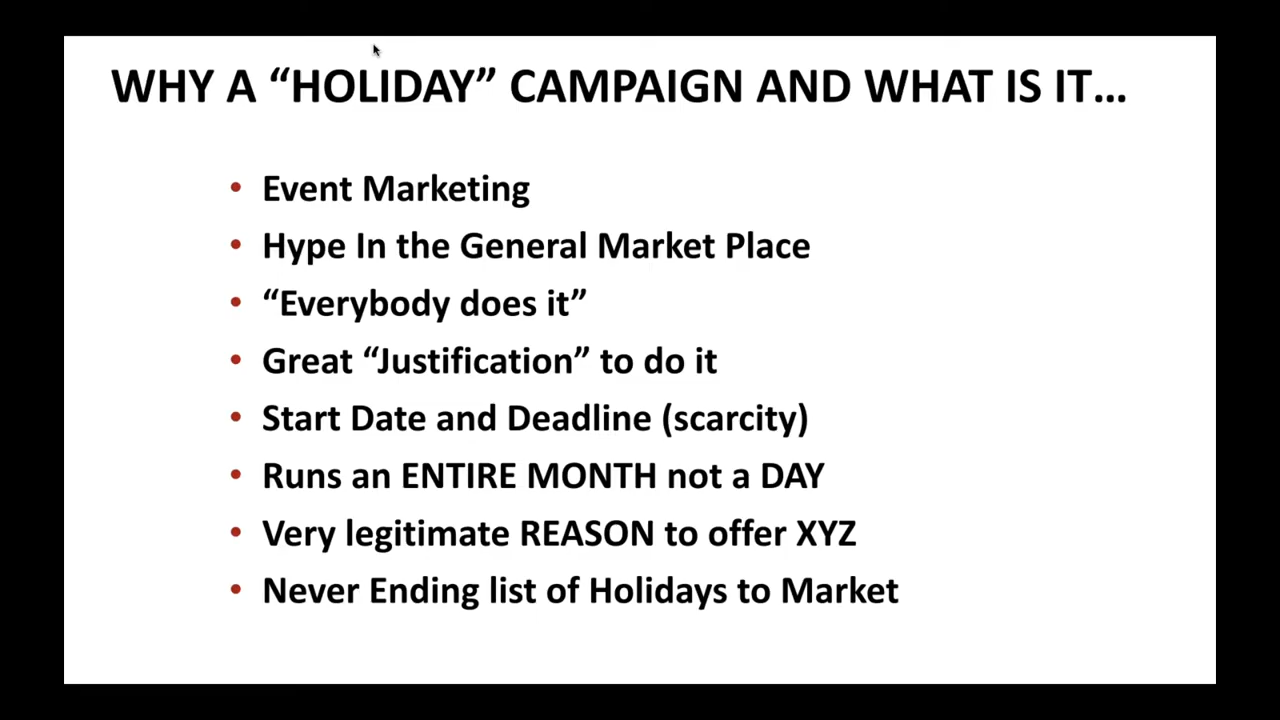 WHY A “HOLIDAY” CAMPAIGN AND WHAT IS IT…
• Event Marketing
• Hype In the General Market Place
• “Everybody does it”
• Great “Justification” to do it
• Start Date and Deadline (scarcity)
• Runs an ENTIRE MONTH not a DAY
• Very legitimate REASON to offer XYZ
• Never Ending list of Holidays to Market